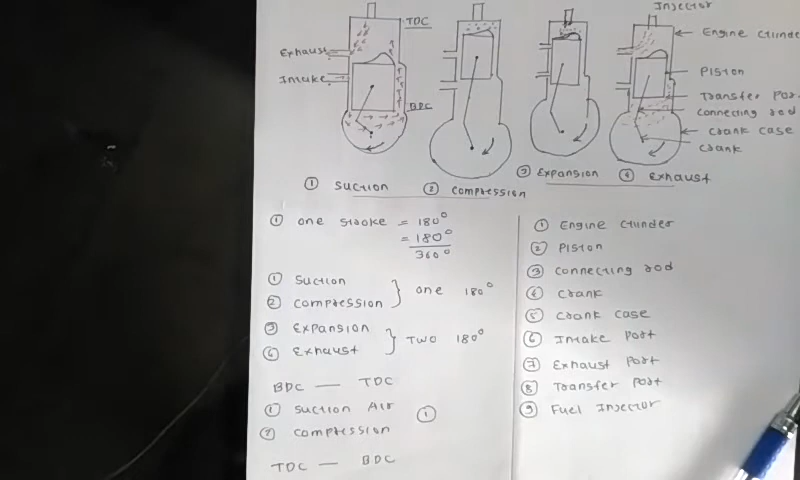 Injector
TDC
Exhaust
Engine Cylinder
Intake
Piston
Transfer Port
BDC
Connecting rod
Crank case
Crank
① Suction
② Compression
③ Expansion
④ Exhaust
① One Stroke = 180°
= 180°
360°
① Suction
② Compression } One 180°
③ Expansion
④ Exhaust } Two 180°
BDC — TDC
① Suction Air ①
② Compression
TDC — BDC
① Engine Cylinder
② Piston
③ Connecting rod
④ Crank
⑤ Crank case
⑥ Intake Port
⑦ Exhaust Port
⑧ Transfer Port
⑨ Fuel Injector